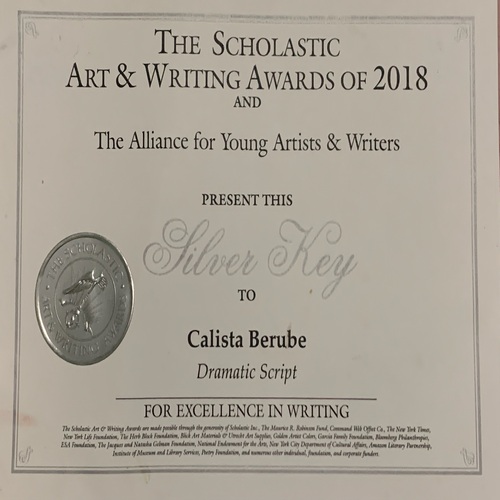 THE SCHOLASTIC
ART & WRITING AWARDS OF 2018
AND
The Alliance for Young Artists & Writers
PRESENT THIS
Silver Key
TO
Calista Berube
Dramatic Script
FOR EXCELLENCE IN WRITING
The Scholastic Art & Writing Awards are made possible through the generosity of Scholastic Inc., The Maurice R. Robinson Fund, Command Web Offset Co., The New York Times,
New York Life Foundation, The Herb Block Foundation, Blick Art Materials & Utrecht Art Supplies, Golden Artist Colors, Garcia Family Foundation, Bloomberg Philanthropies,
ESA Foundation, The Jacques and Natasha Gelman Foundation, National Endowment for the Arts, New York City Department of Cultural Affairs, Amazon Literary Partnership,
Institute of Museum and Library Services, Poetry Foundation, and numerous other individual, foundation, and corporate funders.
THE SCHOLASTIC
ART & WRITING AWARDS